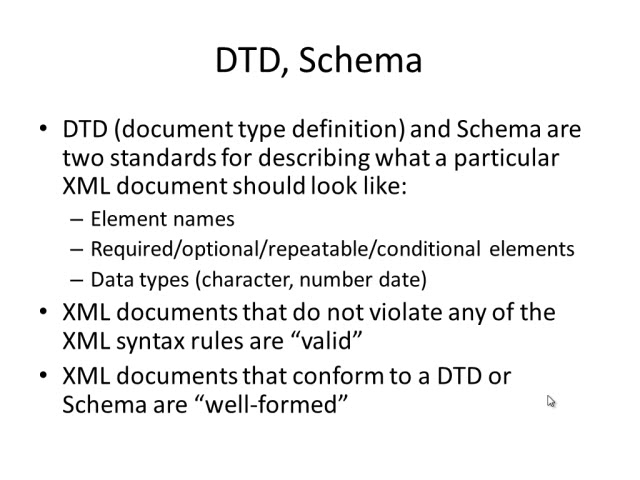 DTD, Schema
• DTD (document type definition) and Schema are
two standards for describing what a particular
XML document should look like:
– Element names
– Required/optional/repeatable/conditional elements
– Data types (character, number date)
• XML documents that do not violate any of the
XML syntax rules are “valid”
• XML documents that conform to a DTD or
Schema are “well-formed”